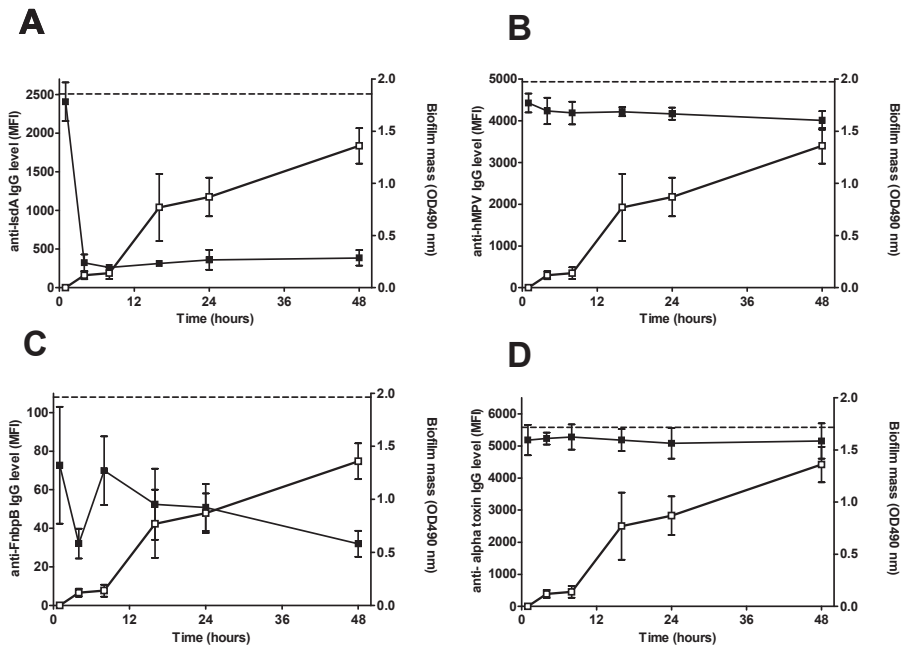 A
anti-IsdA IgG level (MFI)
2500
2000
1500
1000
500
0
2.0
1.5
1.0
0.5
0.0
Biofilm mass (OD490 nm)
0 12 24 36 48
Time (hours)
B
anti-hMPV IgG level (MFI)
5000
4000
3000
2000
1000
0
2.0
1.5
1.0
0.5
0.0
Biofilm mass (OD490 nm)
0 12 24 36 48
Time (hours)
C
anti-FnbpB IgG level (MFI)
100
80
60
40
20
0
2.0
1.5
1.0
0.5
0.0
Biofilm mass (OD490 nm)
0 12 24 36 48
Time (hours)
D
anti- alpha toxin IgG level (MFI)
6000
5000
4000
3000
2000
1000
0
2.0
1.5
1.0
0.5
0.0
Biofilm mass (OD490 nm)
0 12 24 36 48
Time (hours)